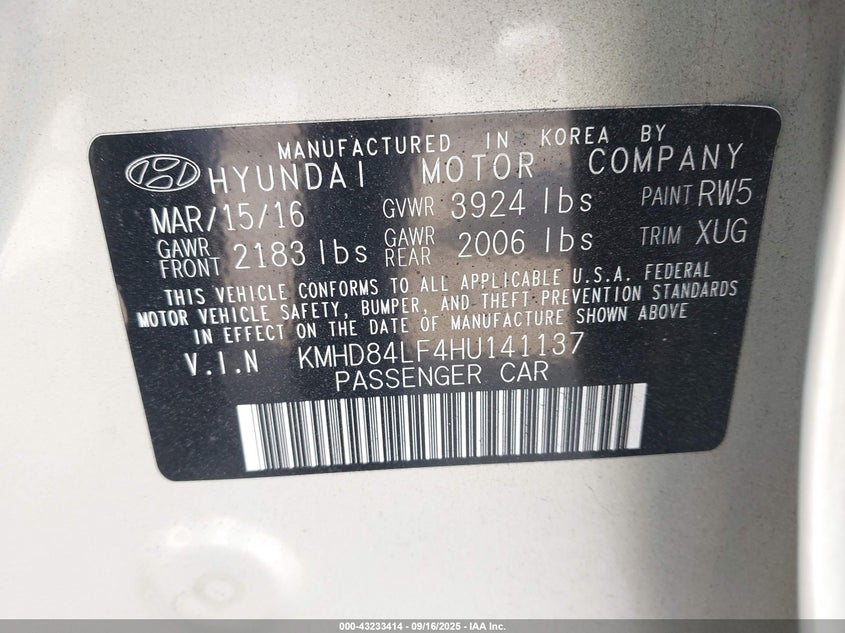 MANUFACTURED IN KOREA BY
HYUNDAI MOTOR COMPANY
MAR/15/16 GVWR 3924 lbs PAINT RW5
GAWR FRONT 2183 lbs GAWR REAR 2006 lbs TRIM XUG
THIS VEHICLE CONFORMS TO ALL APPLICABLE U.S.A. FEDERAL
MOTOR VEHICLE SAFETY, BUMPER, AND THEFT PREVENTION STANDARDS
IN EFFECT ON THE DATE OF MANUFACTURE SHOWN ABOVE
V.I.N KMHD84LF4HU141137
PASSENGER CAR
000-43233414 - 09/16/2025 - IAA Inc.